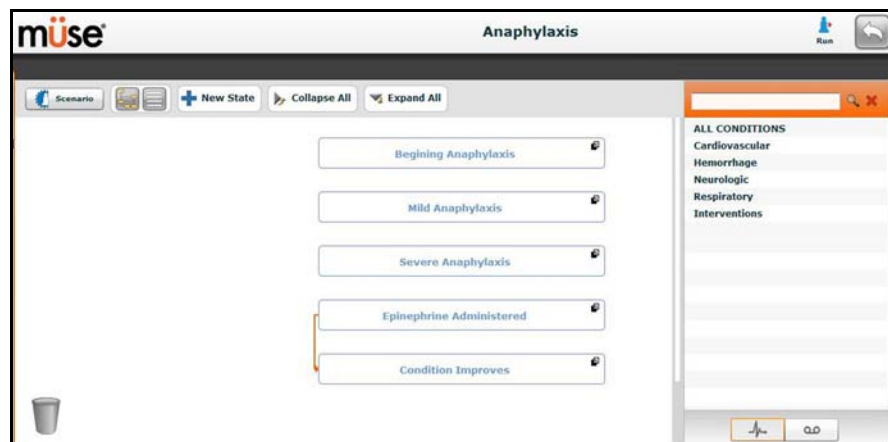 müse
Anaphylaxis
Run
Scenario
New State
Collapse All
Expand All
Begining Anaphylaxis
Mild Anaphylaxis
Severe Anaphylaxis
Epinephrine Administered
Condition Improves
ALL CONDITIONS
Cardiovascular
Hemorrhage
Neurologic
Respiratory
Interventions